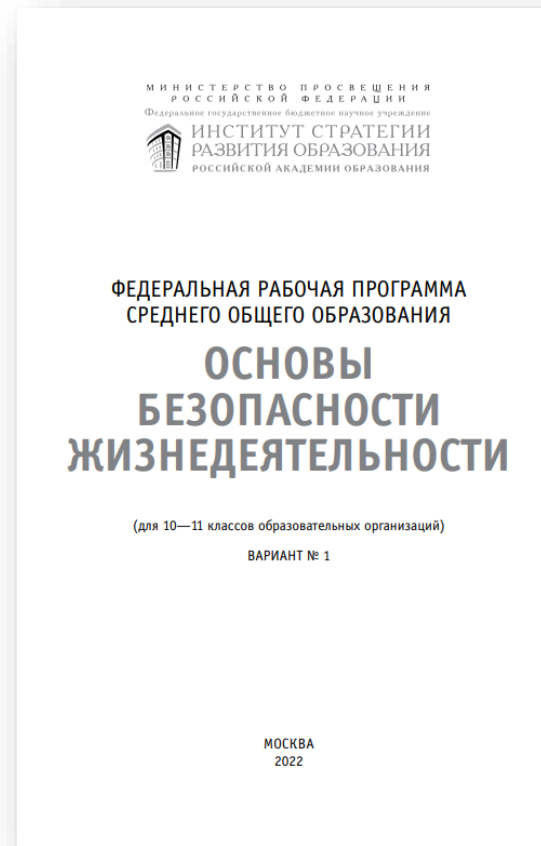 МИНИСТЕРСТВО ПРОСВЕЩЕНИЯ
РОССИЙСКОЙ ФЕДЕРАЦИИ
Федеральное государственное бюджетное научное учреждение
ИНСТИТУТ СТРАТЕГИИ
РАЗВИТИЯ ОБРАЗОВАНИЯ
РОССИЙСКОЙ АКАДЕМИИ ОБРАЗОВАНИЯ
ФЕДЕРАЛЬНАЯ РАБОЧАЯ ПРОГРАММА
СРЕДНЕГО ОБЩЕГО ОБРАЗОВАНИЯ
ОСНОВЫ
БЕЗОПАСНОСТИ
ЖИЗНЕДЕЯТЕЛЬНОСТИ
(для 10—11 классов образовательных организаций)
ВАРИАНТ № 1
МОСКВА
2022